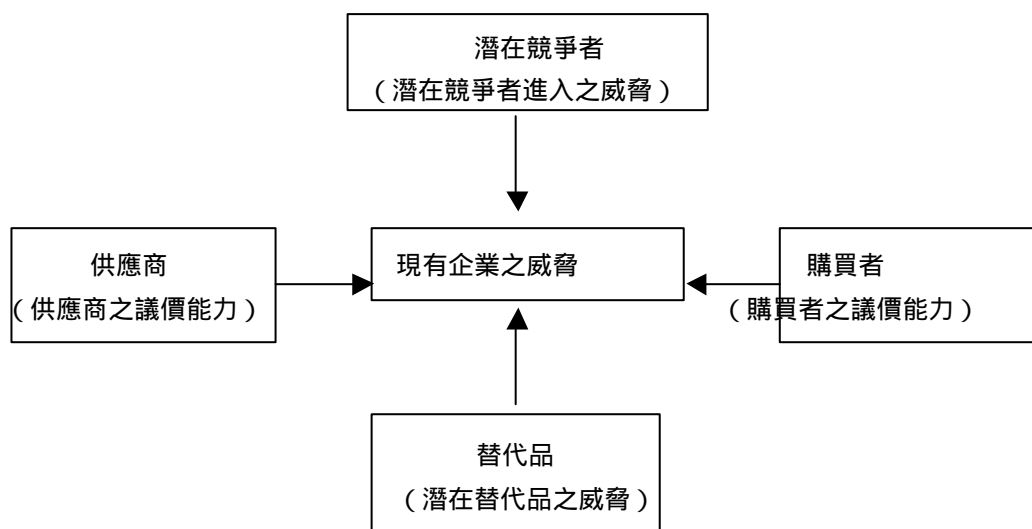 潛在競爭者
（潛在競爭者進入之威脅）
供應商
（供應商之議價能力）
現有企業之威脅
購買者
（購買者之議價能力）
替代品
（潛在替代品之威脅）